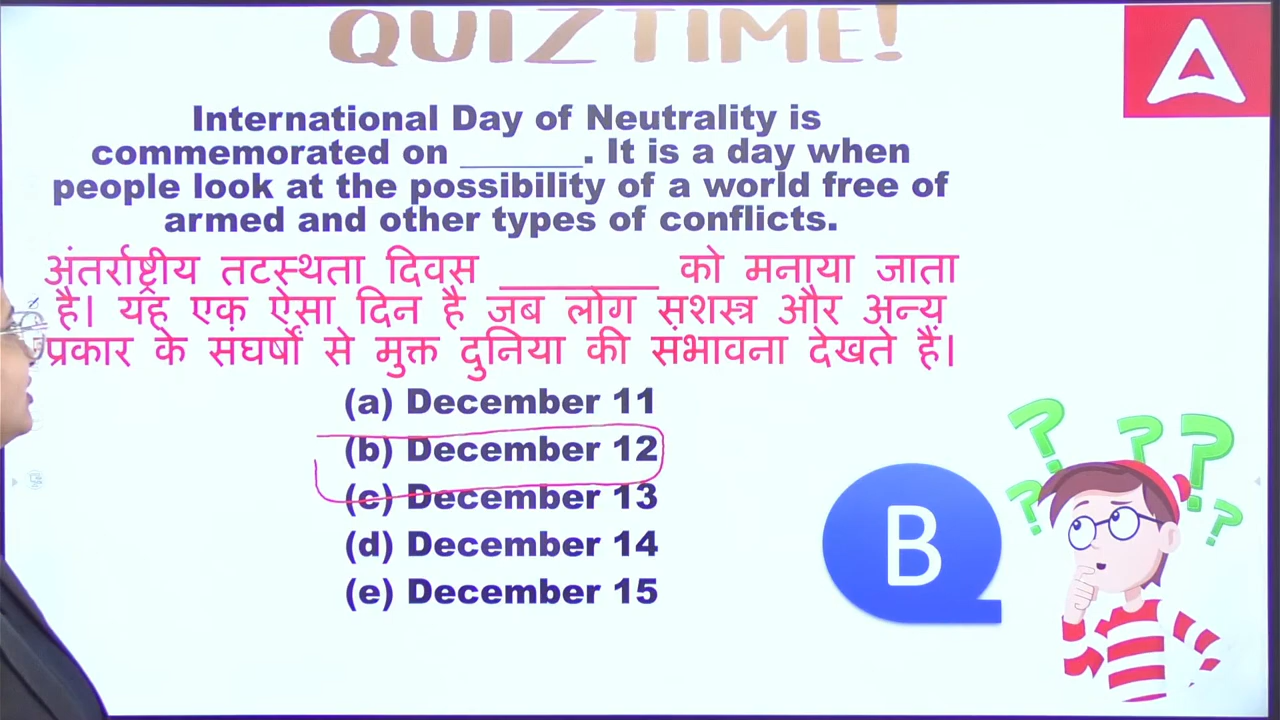 QUIZ TIME!
International Day of Neutrality is
commemorated on _______. It is a day when
people look at the possibility of a world free of
armed and other types of conflicts.
अंतर्राष्ट्रीय तटस्थता दिवस _________ को मनाया जाता
है। यह एक ऐसा दिन है जब लोग सशस्त्र और अन्य
प्रकार के संघर्षों से मुक्त दुनिया की संभावना देखते हैं।
(a) December 11
(b) December 12
(c) December 13
(d) December 14
(e) December 15
B
? ? ? ? ?
A